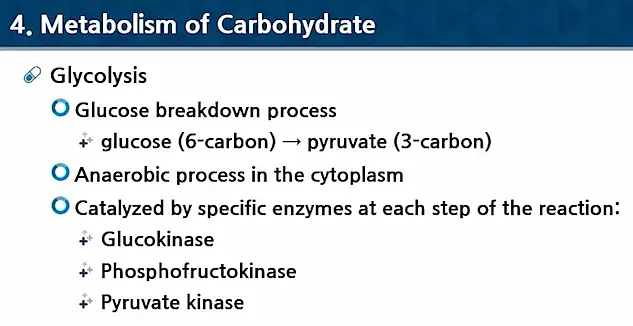 4. Metabolism of Carbohydrate
Glycolysis
Glucose breakdown process
glucose (6-carbon) → pyruvate (3-carbon)
Anaerobic process in the cytoplasm
Catalyzed by specific enzymes at each step of the reaction:
Glucokinase
Phosphofructokinase
Pyruvate kinase